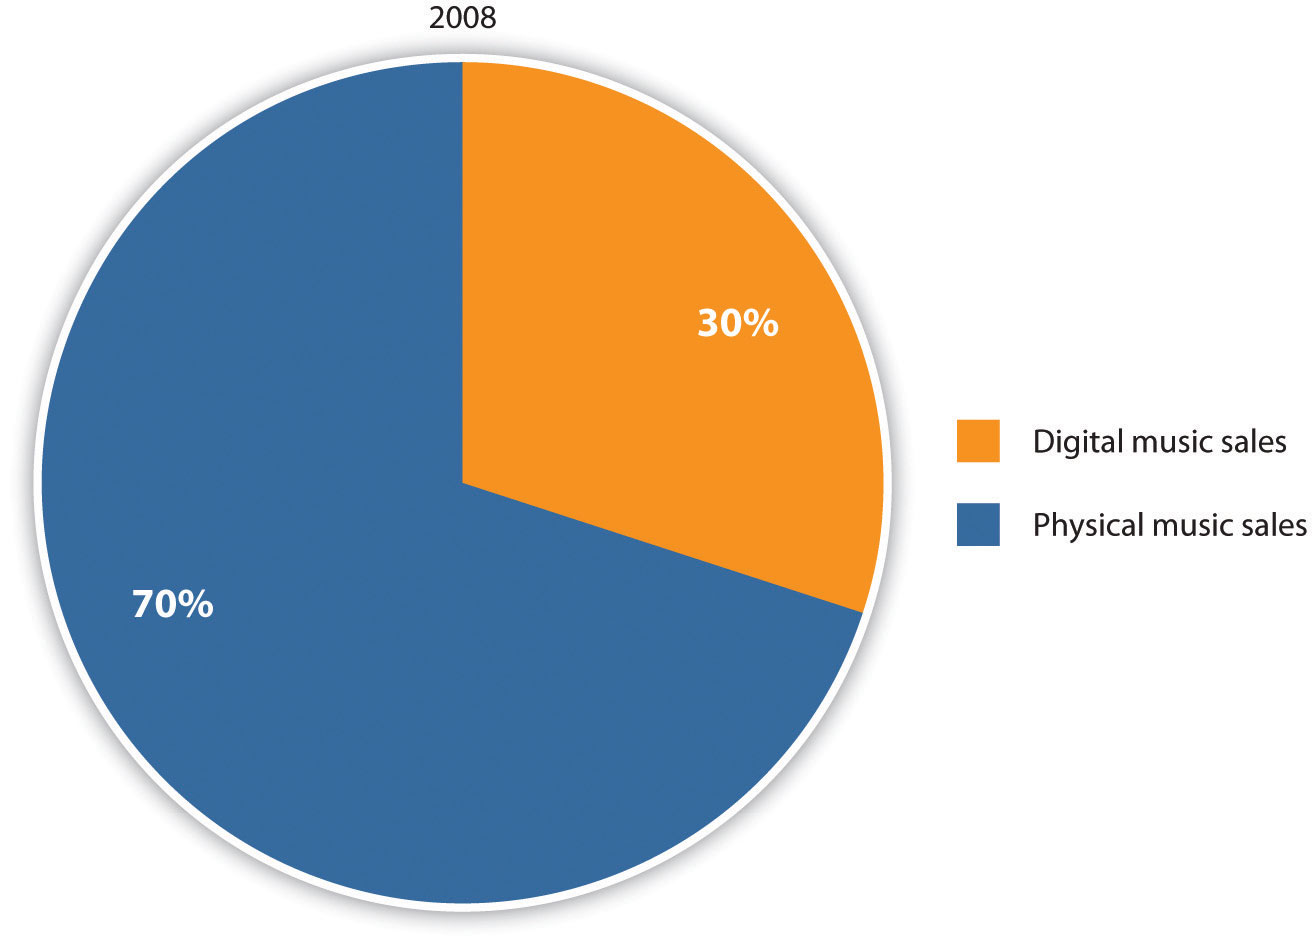 2008
30%
Digital music sales
Physical music sales
70%